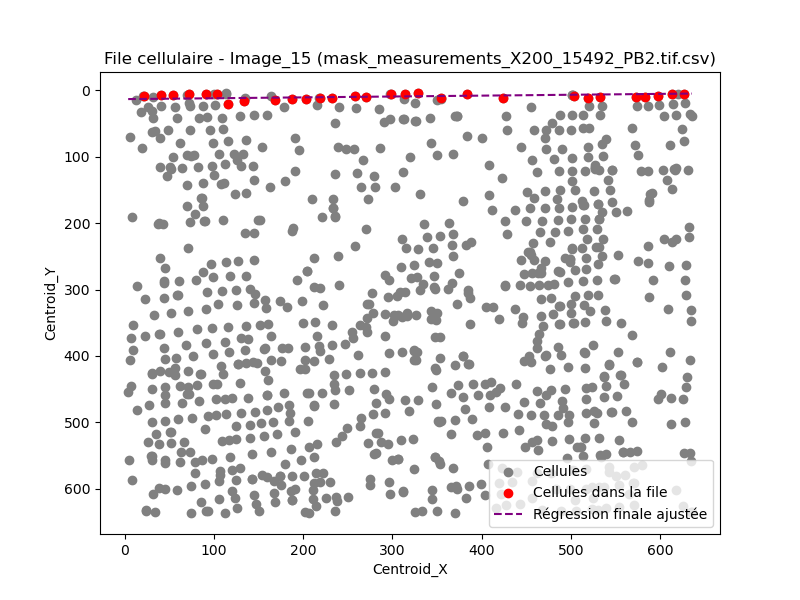 File cellulaire - Image_15 (mask_measurements_X200_15492_PB2.tif.csv)
0
100
200
300
400
500
600
Centroid_Y
0
100
200
300
400
500
600
Centroid_X
Cellules
Cellules dans la file
Régression finale ajustée